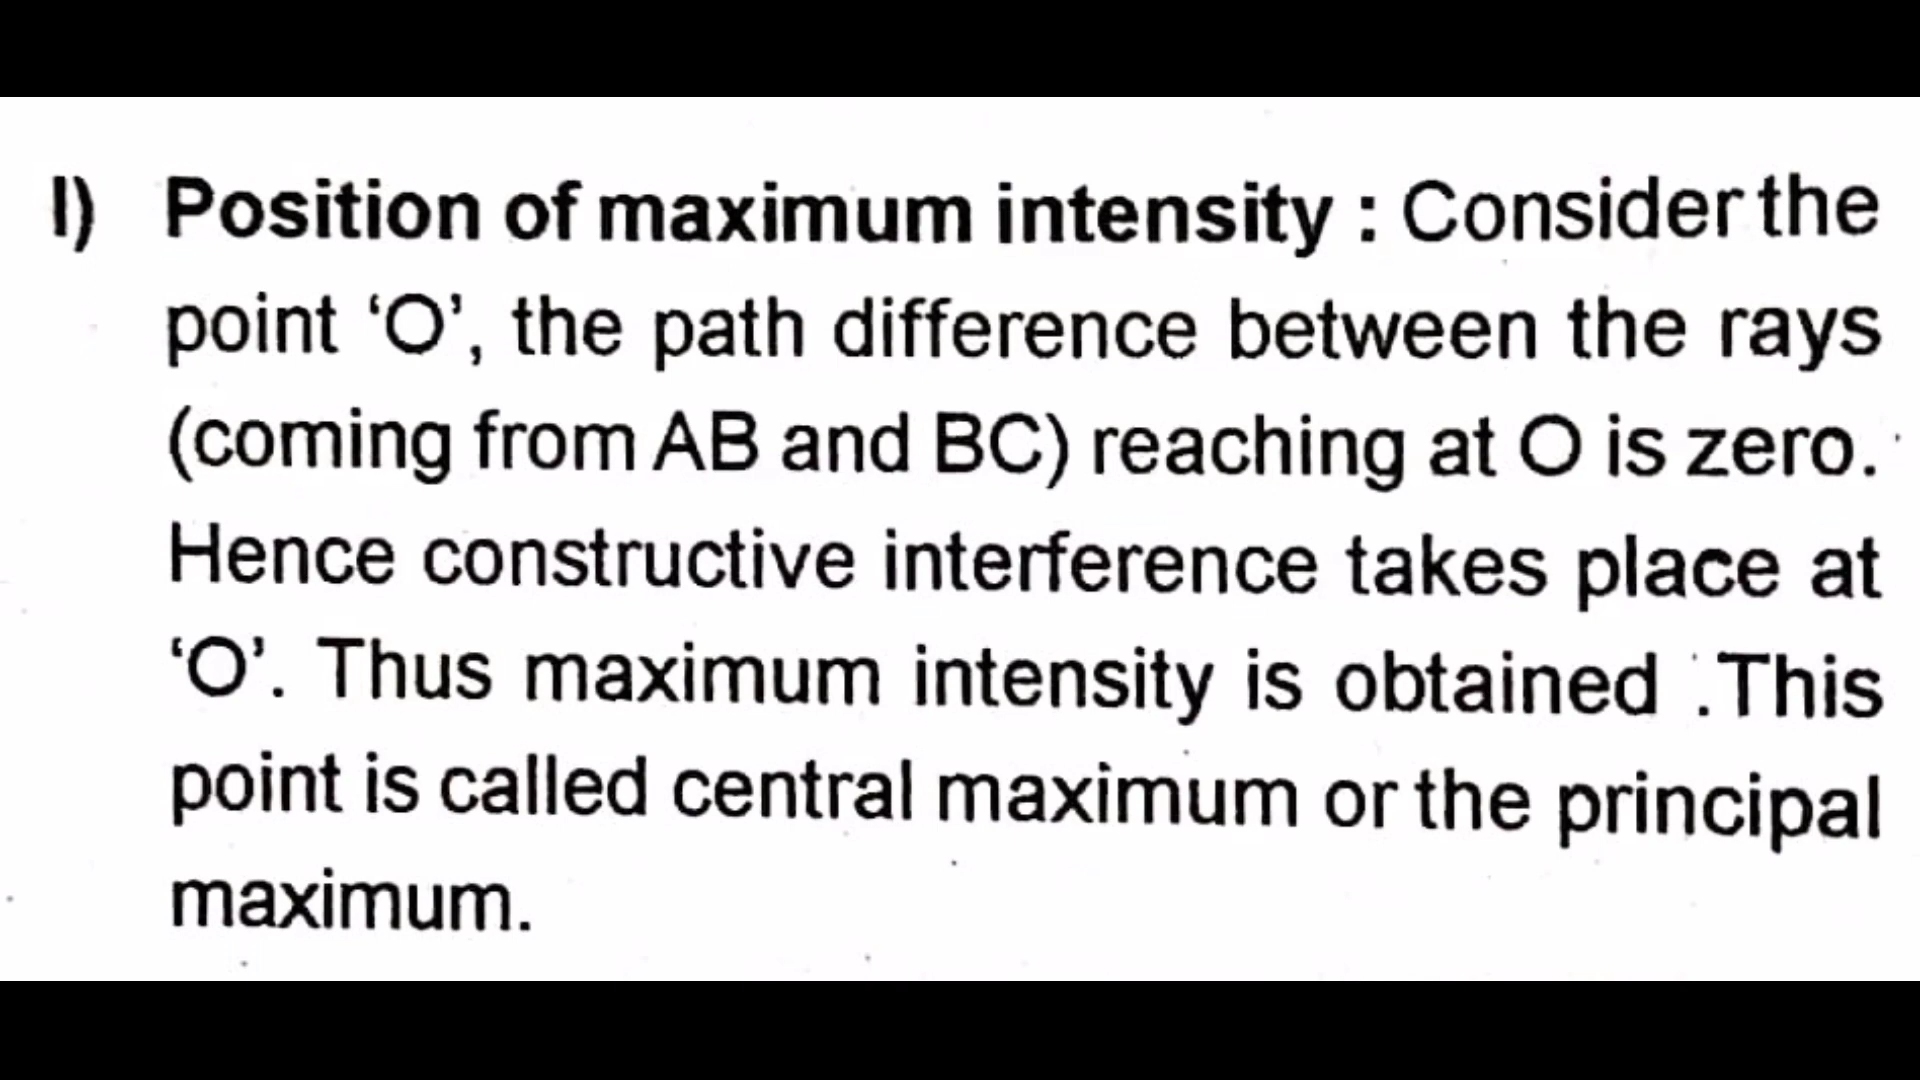 I) Position of maximum intensity : Consider the
point ‘O’, the path difference between the rays
(coming from AB and BC) reaching at O is zero.
Hence constructive interference takes place at
‘O’. Thus maximum intensity is obtained .This
point is called central maximum or the principal
maximum.